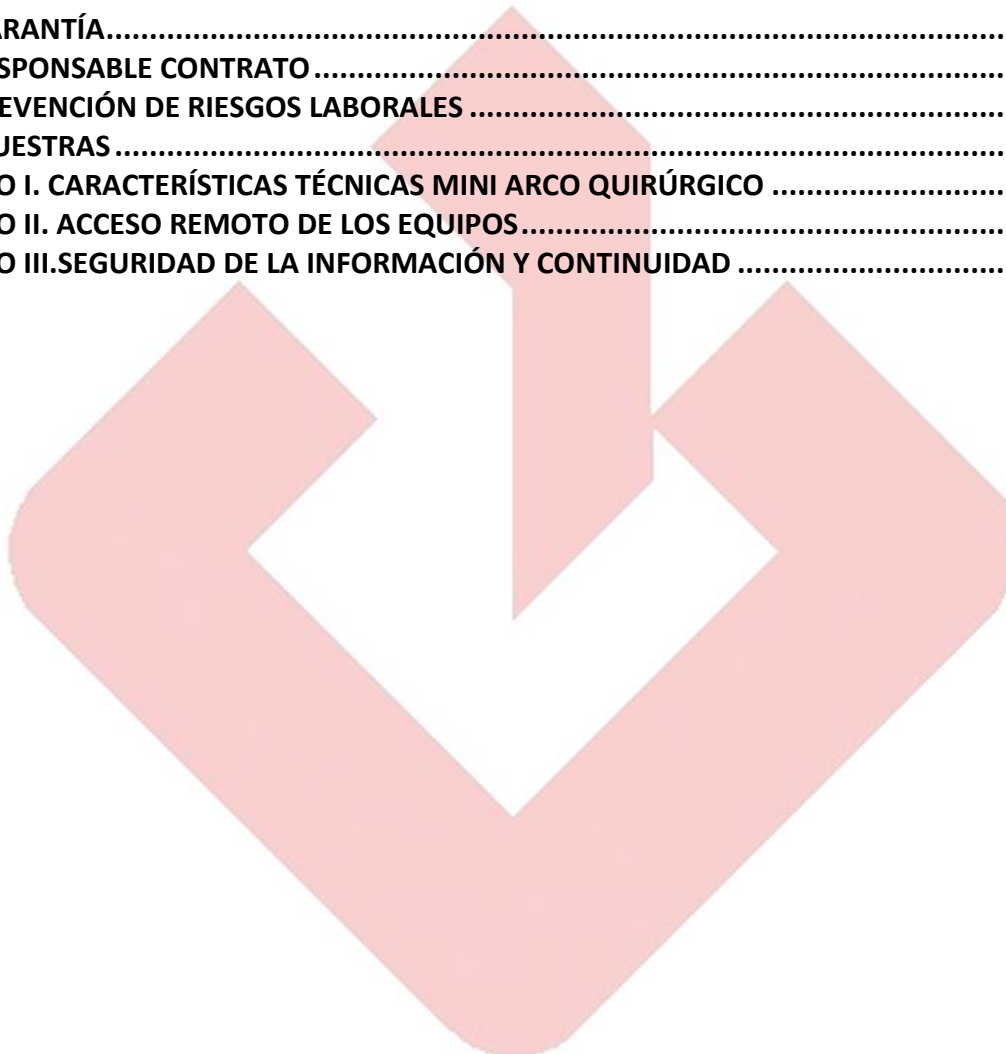 ARANTÍA
SPONSABLE CONTRATO
EVENCIÓN DE RIESGOS LABORALES
UESTRAS
O I. CARACTERÍSTICAS TÉCNICAS MINI ARCO QUIRÚRGICO
O II. ACCESO REMOTO DE LOS EQUIPOS
O III.SEGURIDAD DE LA INFORMACIÓN Y CONTINUIDAD